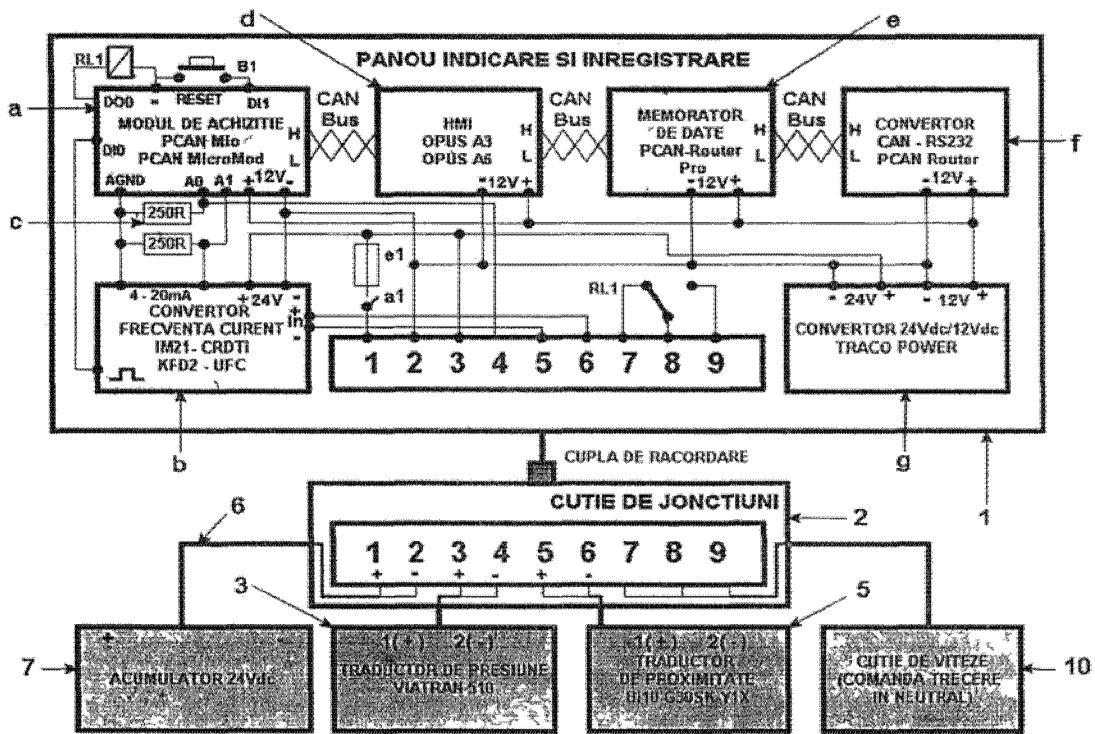 d
e
PANOU INDICARE SI INREGISTRARE
RL1
B1
a
DO0 - RESET DI1
MODUL DE ACHIZITIE
PCAN MIo
PCAN MicroMod
DI0
H
L
AGND A0 A1 + 12V -
CAN
Bus
HMI
OPUS A3
OPUS A6
H
L
-12V+
CAN
Bus
MEMORATOR
DE DATE
PCAN-Router
Pro
H
L
-12V+
CAN
Bus
H
L
CONVERTOR
CAN - RS232
PCAN Router
-12V+
f
c
250R
250R
e1
a1
RL1
4 - 20mA + 24V -
CONVERTOR
FRECVENTA CURENT
IM21 - CRDTI
KFD2 - UFC
+
In
-
1 2 3 4 5 6 7 8 9
- 24V + - 12V +
CONVERTOR 24Vdc/12Vdc
TRACO POWER
b
g
1
CUPLA DE RACORDARE
CUTIE DE JONCTIUNI
2
6
1 2 3 4 5 6 7 8 9
+ - + - + -
3
5
7
+ -
ACUMULATOR 24Vdc
1(+) 2(-)
TRADUCTOR DE PRESIUNE
VIATRAN 510
1(+) 2(-)
TRADUCTOR
DE PROXIMITATE
CUTIE DE VITEZE
(COMANDA TRECERE
IN NEUTRAL)
10